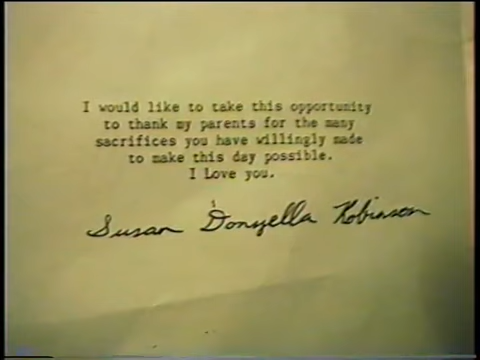 I would like to take this opportunity
to thank my parents for the many
sacrifices you have willingly made
to make this day possible.
I Love you.
Susan Donyella Robinson